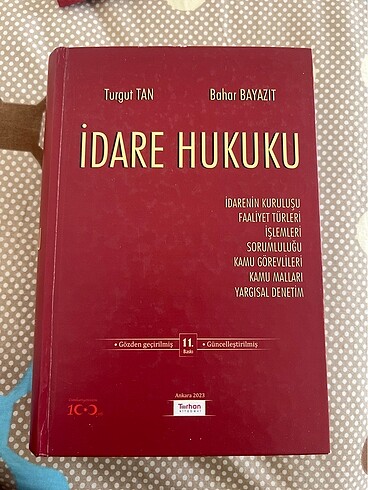 Turgut TAN Bahar BAYAZIT
İDARE HUKUKU
İDARENİN KURULUŞU
FAALİYET TÜRLERİ
İŞLEMLERİ
SORUMLULUĞU
KAMU GÖREVLİLERİ
KAMU MALLARI
YARGISAL DENETİM
• Gözden geçirilmiş 11. Baskı • Güncelleştirilmiş
Ankara 2023
Turhan
Kitabevi